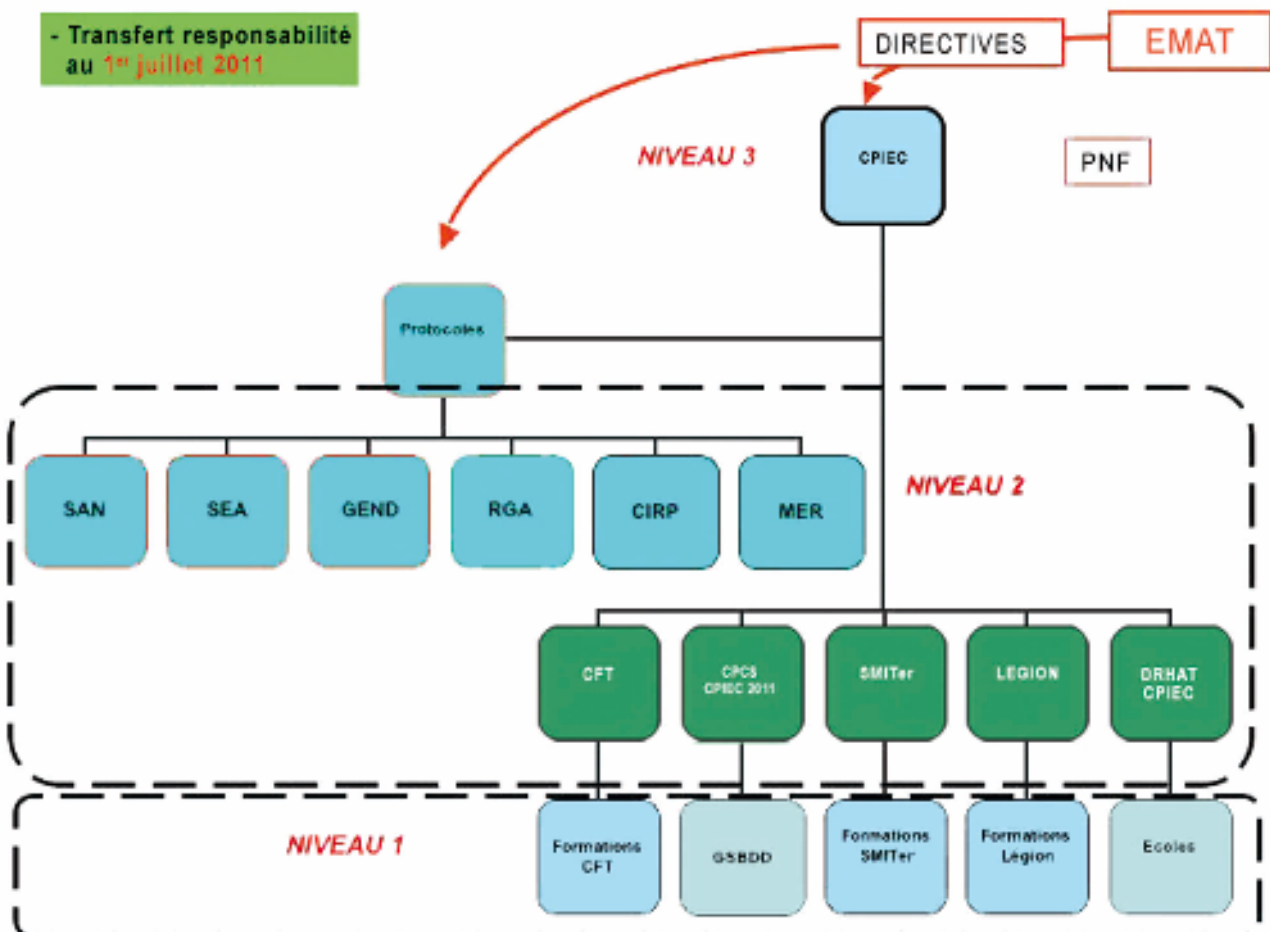 - Transfert responsabilité
au 1er juillet 2011
DIRECTIVES
EMAT
NIVEAU 3
CPIEC
PNF
Protocoles
SAN
SEA
GEND
RGA
CIRP
MER
NIVEAU 2
CFT
CPCS
CPIEC 2011
SMITer
LEGION
DRHAT
CPIEC
NIVEAU 1
Formations
CFT
GSBDD
Formations
SMITer
Formations
Légion
Ecoles